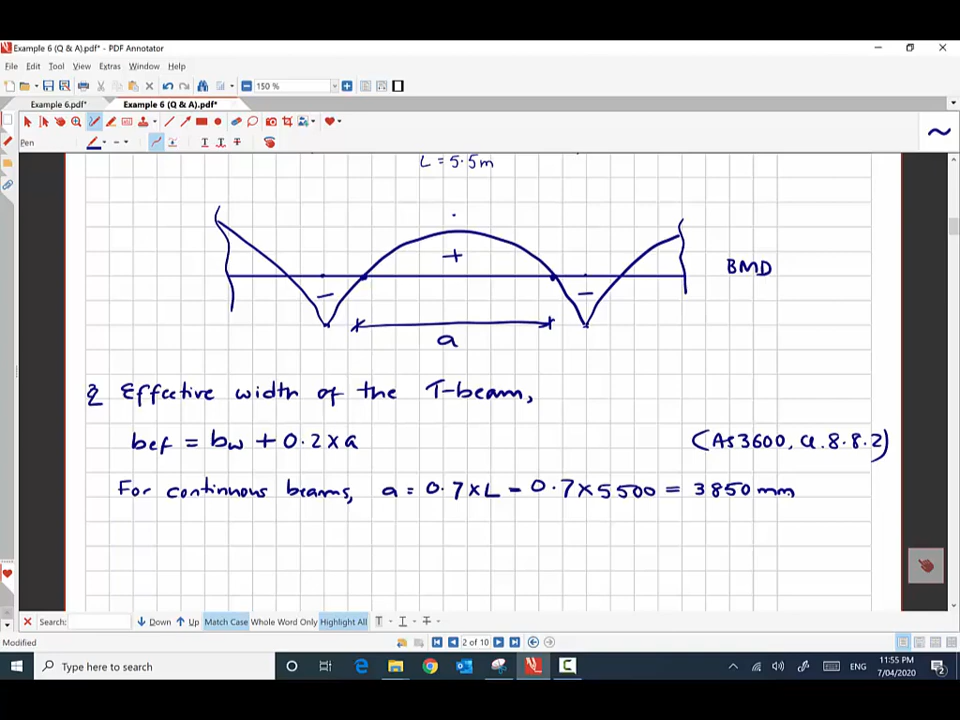 Example 6 (Q & A).pdf* - PDF Annotator
File Edit Tool View Extras Window Help
150 %
Example 6.pdf* Example 6 (Q & A).pdf*
Pen
L = 5.5m
+
BMD
− −
a
Effective width of the T-beam,
bef = bw + 0.2 × a (AS3600, Cl. 8.8.2)
For continuous beams, a = 0.7×L = 0.7×5500 = 3850 mm
Search: Down Up Match Case Whole Word Only Highlight All
Modified 2 of 10
Type here to search ENG 11:55 PM
7/04/2020 2